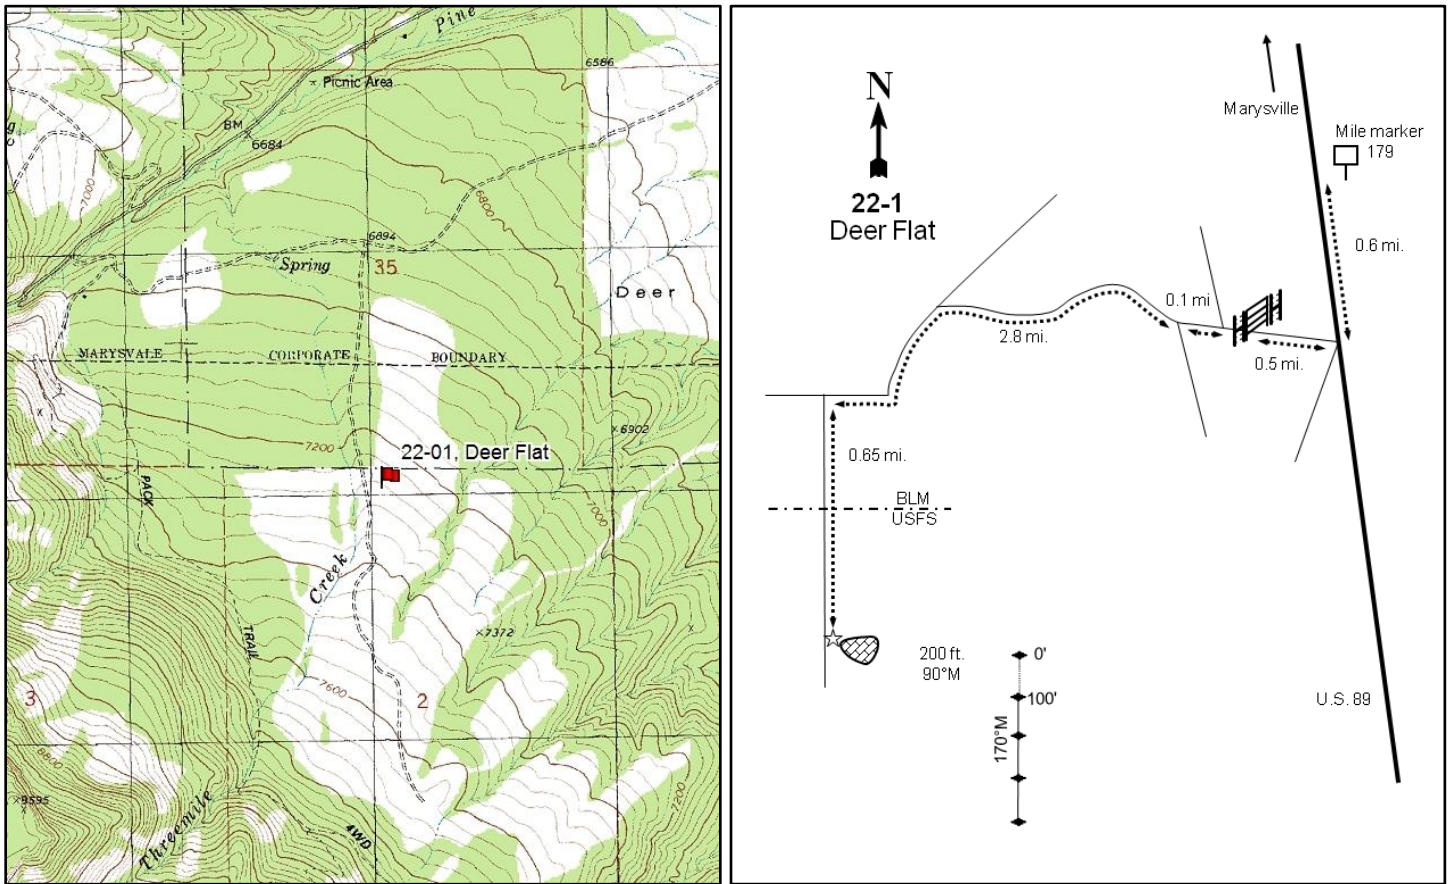 Pine
6586
Picnic Area
BM
6684
7000
6800
6894
Spring
35
Deer
MARYSVALE CORPORATE BOUNDARY
6902
7200
22-01, Deer Flat
PACK
7000
Creek
TRAIL
7372
7600
3
2
8800
9595
7200
Threemile
4WD
N
22-1
Deer Flat
Marysville
Mile marker
179
0.6 mi.
0.1 mi
2.8 mi.
0.5 mi.
0.65 mi.
BLM
USFS
200 ft.
90°M
0'
100'
170°M
U.S. 89